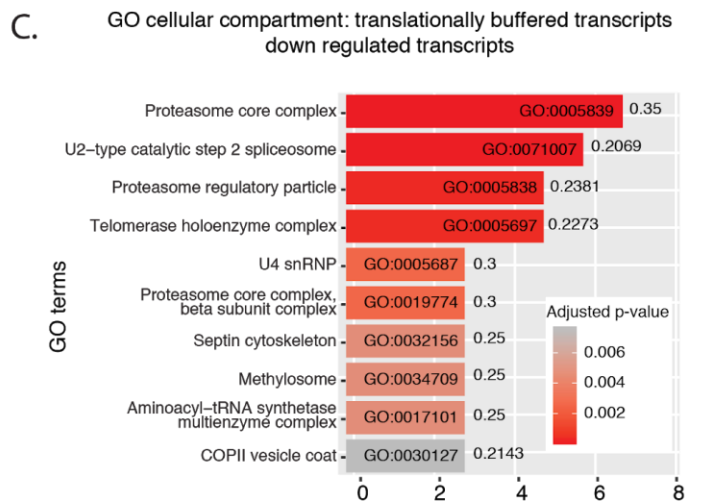 C.
GO cellular compartment: translationally buffered transcripts
down regulated transcripts
GO terms
Proteasome core complex GO:0005839 0.35
U2−type catalytic step 2 spliceosome GO:0071007 0.2069
Proteasome regulatory particle GO:0005838 0.2381
Telomerase holoenzyme complex GO:0005697 0.2273
U4 snRNP GO:0005687 0.3
Proteasome core complex,
beta subunit complex GO:0019774 0.3
Septin cytoskeleton GO:0032156 0.25
Methylosome GO:0034709 0.25
Aminoacyl−tRNA synthetase
multienzyme complex GO:0017101 0.25
COPII vesicle coat GO:0030127 0.2143
Adjusted p-value
0.006
0.004
0.002
0 2 4 6 8